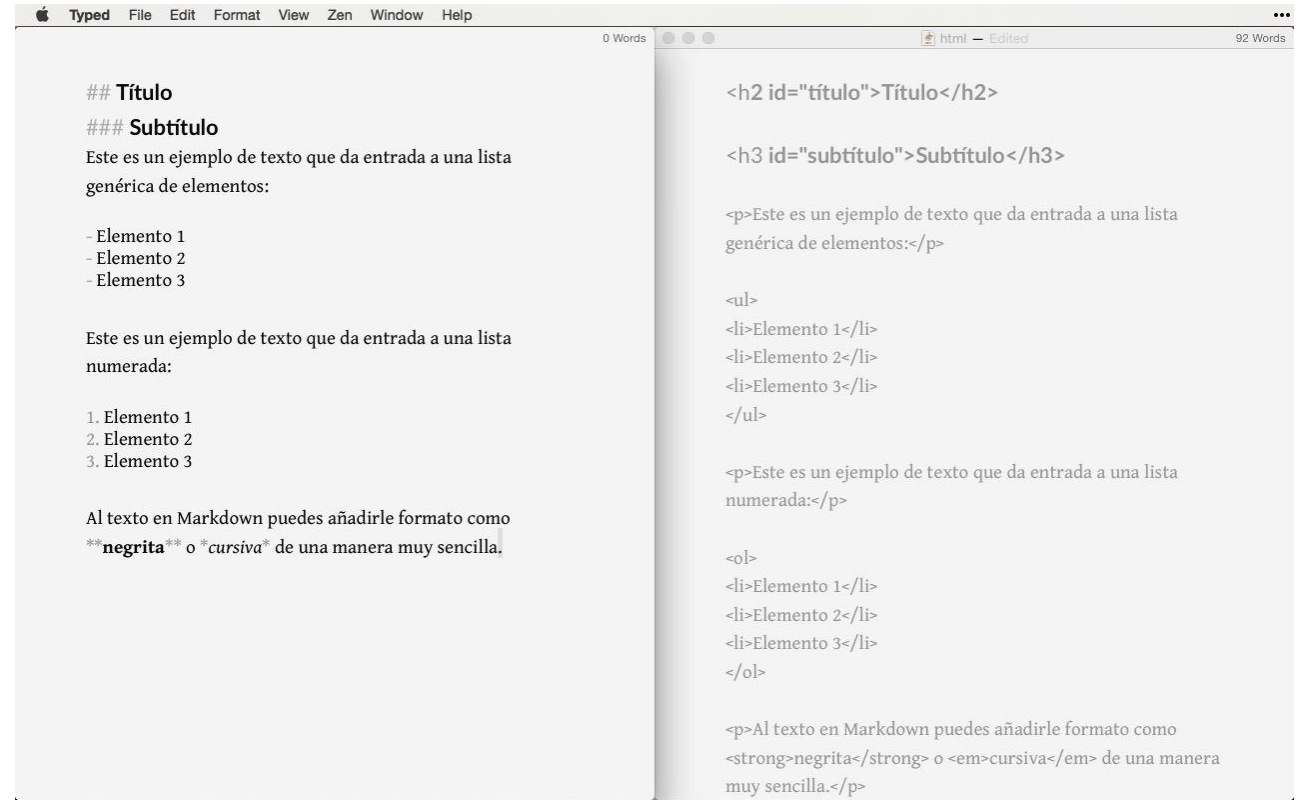 Typed File Edit Format View Zen Window Help •••
0 Words
## Título
### Subtítulo
Este es un ejemplo de texto que da entrada a una lista
genérica de elementos:
- Elemento 1
- Elemento 2
- Elemento 3
Este es un ejemplo de texto que da entrada a una lista
numerada:
1. Elemento 1
2. Elemento 2
3. Elemento 3
Al texto en Markdown puedes añadirle formato como
**negrita** o *cursiva* de una manera muy sencilla.
html — Edited
92 Words
<h2 id="título">Título</h2>
<h3 id="subtítulo">Subtítulo</h3>
<p>Este es un ejemplo de texto que da entrada a una lista
genérica de elementos:</p>
<ul>
<li>Elemento 1</li>
<li>Elemento 2</li>
<li>Elemento 3</li>
</ul>
<p>Este es un ejemplo de texto que da entrada a una lista
numerada:</p>
<ol>
<li>Elemento 1</li>
<li>Elemento 2</li>
<li>Elemento 3</li>
</ol>
<p>Al texto en Markdown puedes añadirle formato como
<strong>negrita</strong> o <em>cursiva</em> de una manera
muy sencilla.</p>